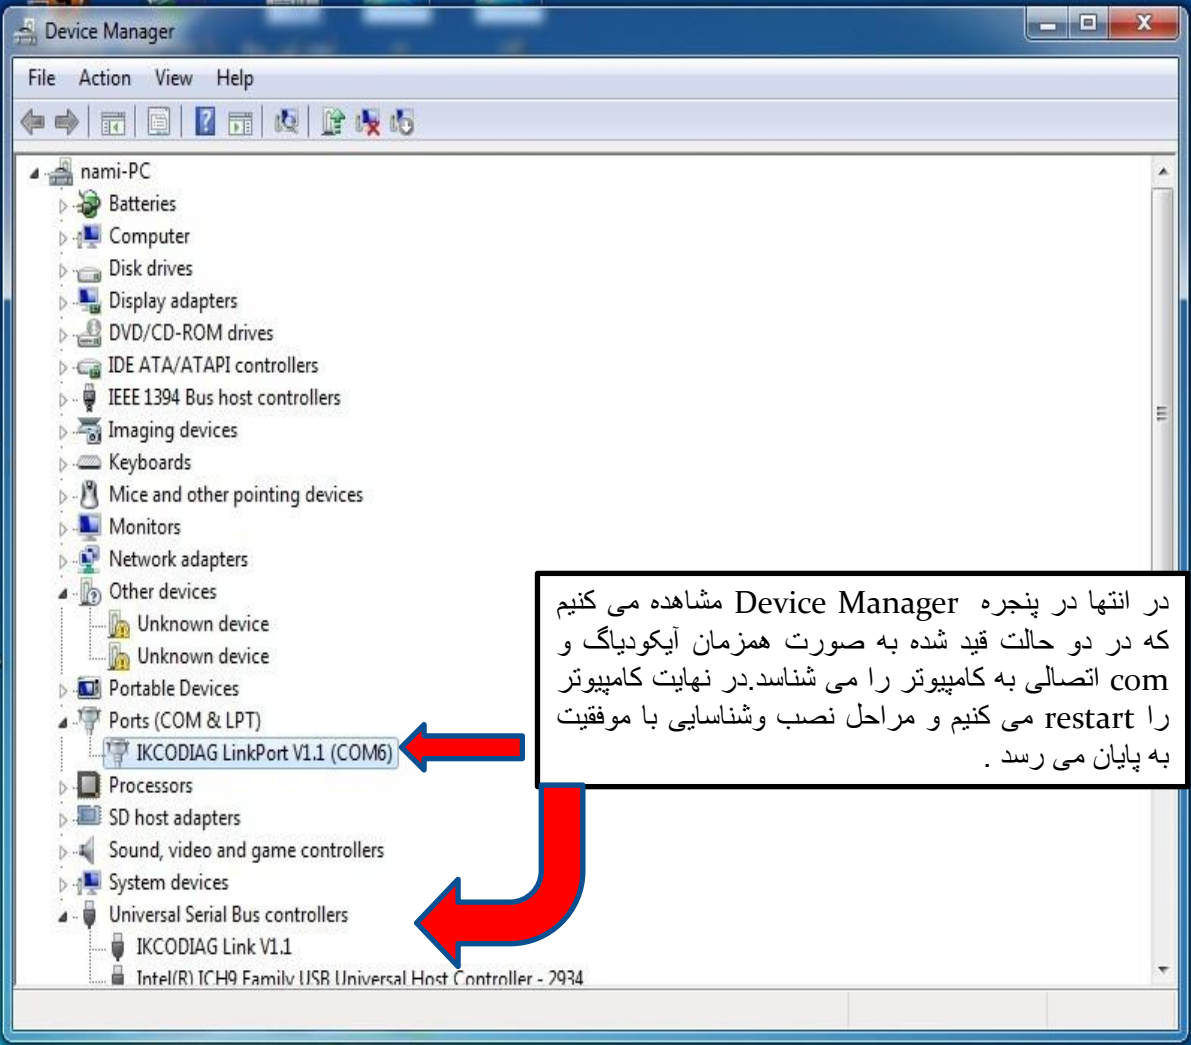 Device Manager
File Action View Help
nami-PC
Batteries
Computer
Disk drives
Display adapters
DVD/CD-ROM drives
IDE ATA/ATAPI controllers
IEEE 1394 Bus host controllers
Imaging devices
Keyboards
Mice and other pointing devices
Monitors
Network adapters
Other devices
Unknown device
Unknown device
Portable Devices
Ports (COM & LPT)
IKCODIAG LinkPort V1.1 (COM6)
Processors
SD host adapters
Sound, video and game controllers
System devices
Universal Serial Bus controllers
IKCODIAG Link V1.1
Intel(R) ICH9 Family USB Universal Host Controller - 2934
در انتها در پنجره Device Manager مشاهده می کنیم
که در دو حالت قید شده به صورت همزمان آیکودیاگ و
com اتصالی به کامپیوتر را می شناسد.در نهایت کامپیوتر
را restart می کنیم و مراحل نصب وشناسایی با موفقیت
به پایان می رسد .